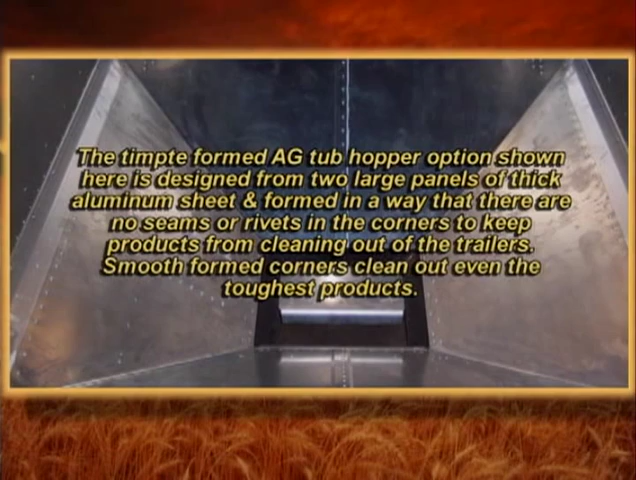 The timpte formed AG tub hopper option shown
here is designed from two large panels of thick
aluminum sheet & formed in a way that there are
no seams or rivets in the corners to keep
products from cleaning out of the trailers.
Smooth formed corners clean out even the
toughest products.